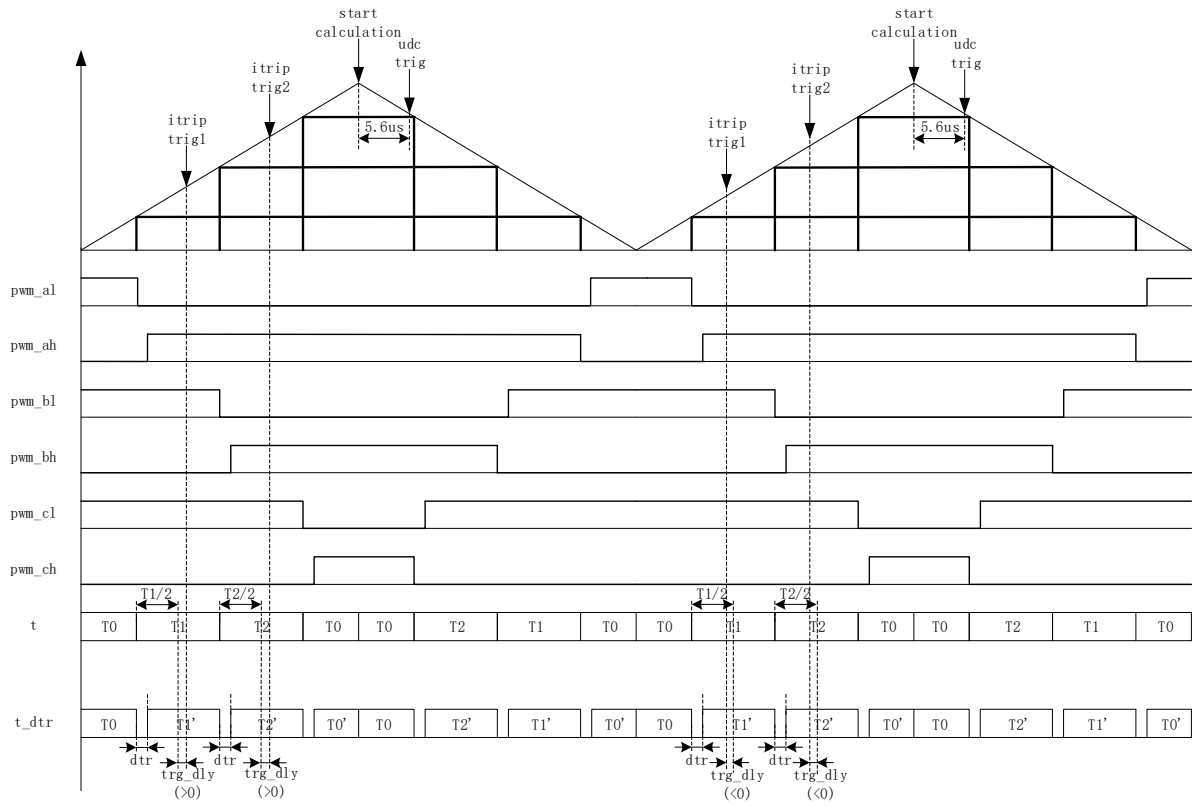 start
calculation
udc
trig
itrip
trig2
itrip
trig1
5.6us
start
calculation
udc
trig
itrip
trig2
itrip
trig1
5.6us
pwm_al
pwm_ah
pwm_bl
pwm_bh
pwm_cl
pwm_ch
T1/2 T2/2 T1/2 T2/2
t T0 T1 T2 T0 T0 T2 T1 T0 T0 T1 T2 T0 T0 T2 T1 T0
t_dtr T0 T1' T2' T0' T0 T2' T1' T0' T0 T1' T2' T0' T0 T2' T1' T0'
dtr dtr dtr dtr
trg_dly trg_dly trg_dly trg_dly
(>0) (>0) (<0) (<0)